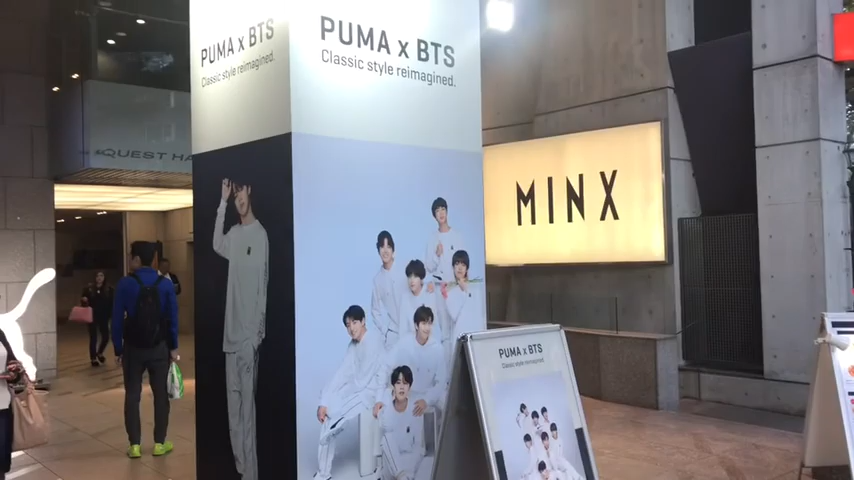 PUMA x BTS
Classic style reimagined.
PUMA x BTS
Classic style reimagined.
QUEST HA
MINX
PUMA x BTS
Classic style reimagined.